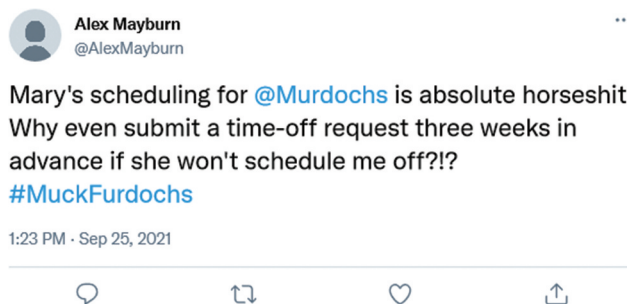 Alex Mayburn
@AlexMayburn
Mary's scheduling for @Murdochs is absolute horseshit
Why even submit a time-off request three weeks in
advance if she won't schedule me off?!?
#MuckFurdochs
1:23 PM · Sep 25, 2021